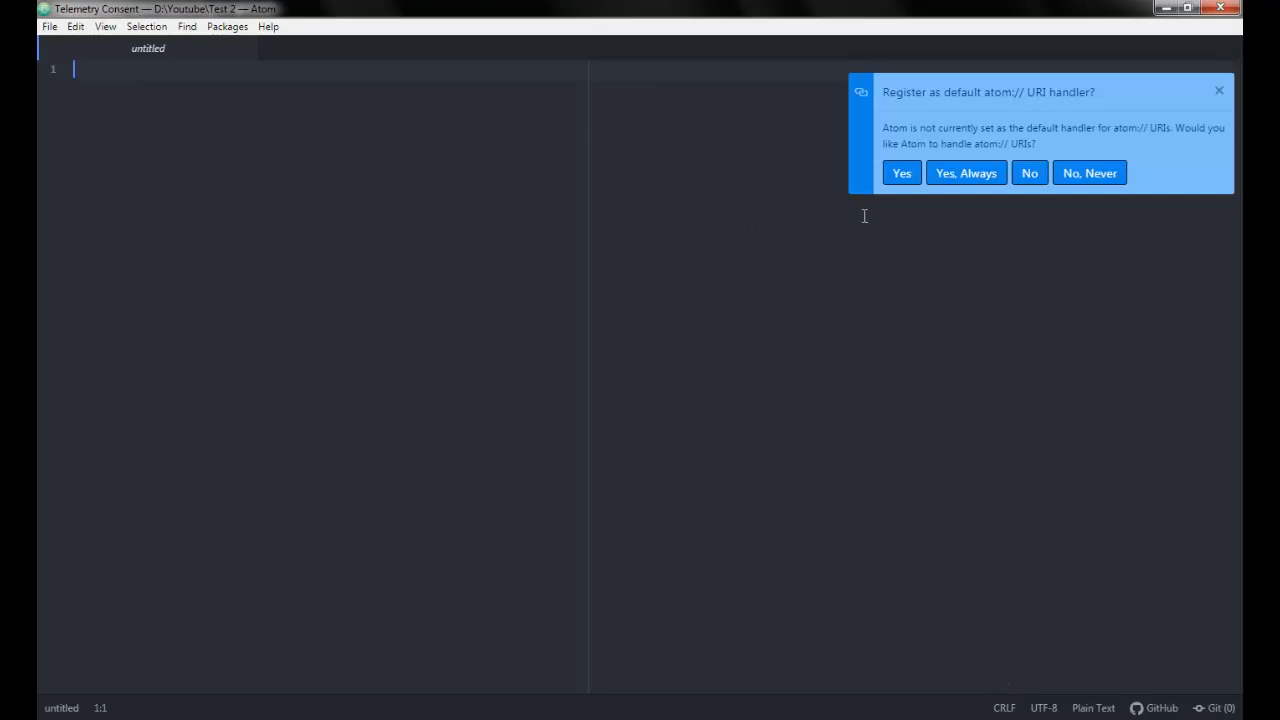 Telemetry Consent — D:\Youtube\Test 2 — Atom
File Edit View Selection Find Packages Help
untitled
1
Register as default atom:// URI handler?
Atom is not currently set as the default handler for atom:// URIs. Would you
like Atom to handle atom:// URIs?
Yes Yes, Always No No, Never
untitled 1:1 CRLF UTF-8 Plain Text GitHub Git (0)